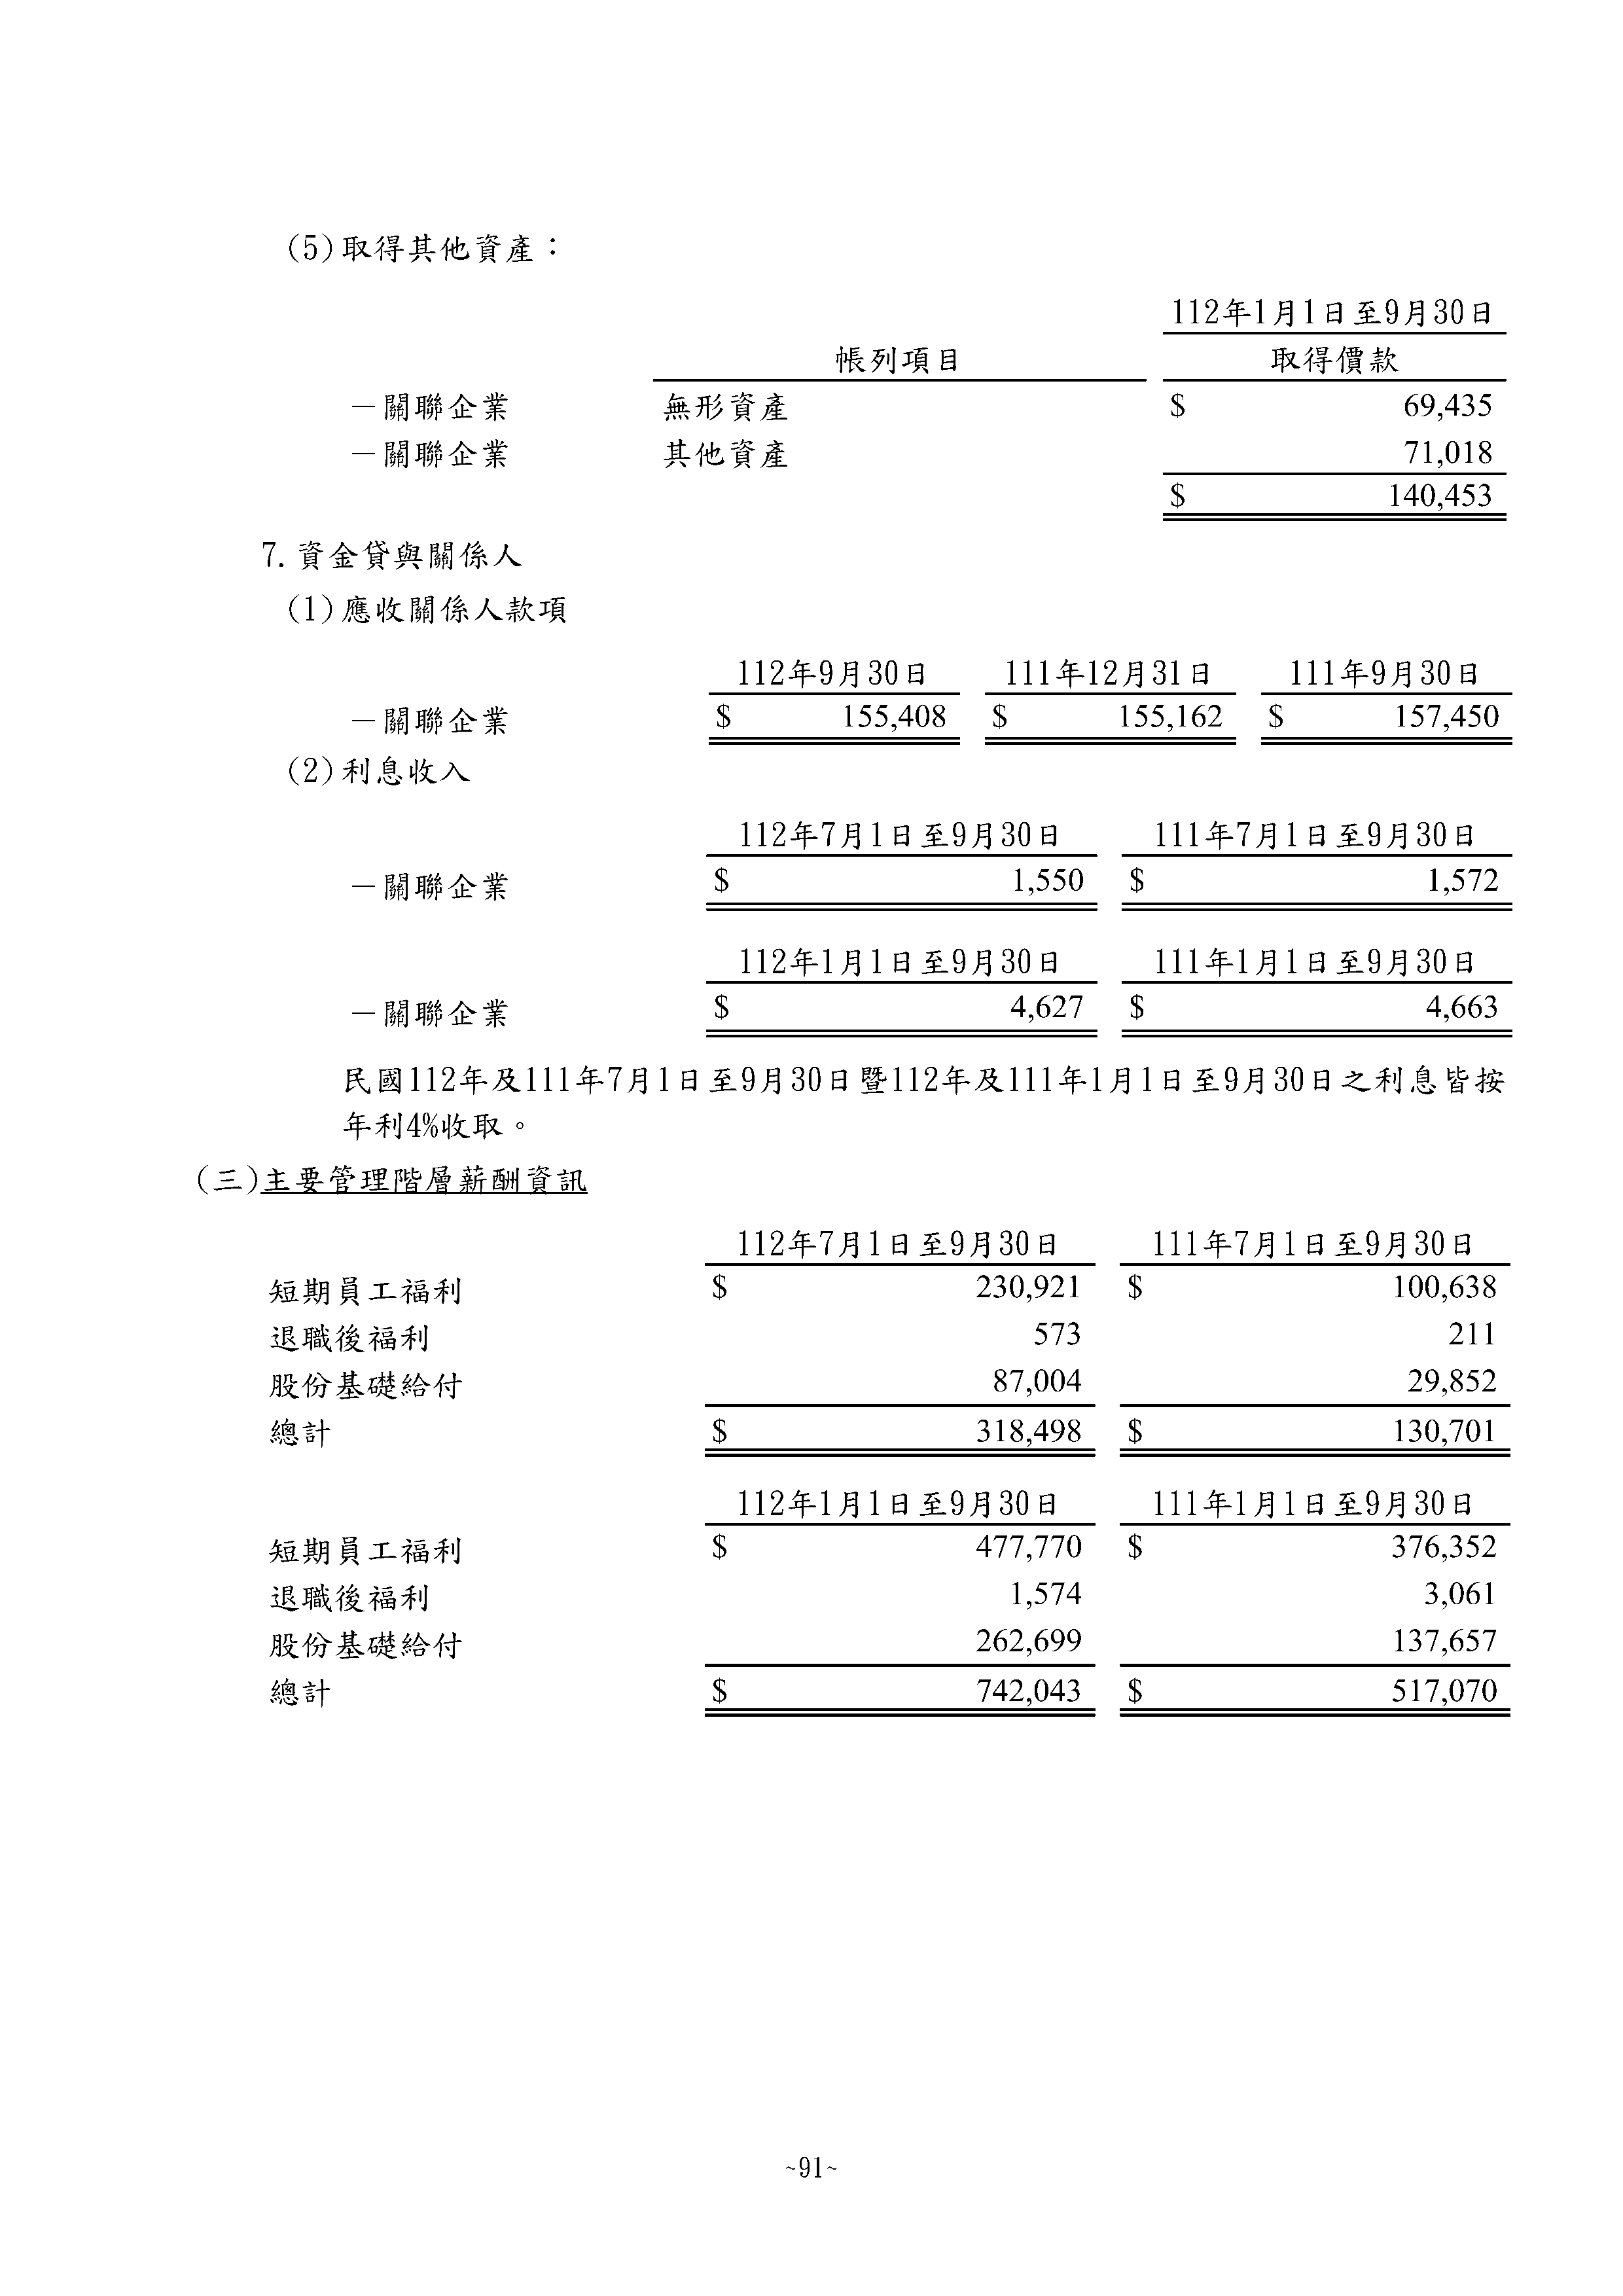 (5)取得其他資產：
112年1月1日至9月30日
帳列項目 取得價款
－關聯企業 無形資產 $ 69,435
－關聯企業 其他資產 71,018
$ 140,453
7. 資金貸與關係人
(1)應收關係人款項
112年9月30日 111年12月31日 111年9月30日
－關聯企業 $ 155,408 $ 155,162 $ 157,450
(2)利息收入
112年7月1日至9月30日 111年7月1日至9月30日
－關聯企業 $ 1,550 $ 1,572
112年1月1日至9月30日 111年1月1日至9月30日
－關聯企業 $ 4,627 $ 4,663
民國112年及111年7月1日至9月30日暨112年及111年1月1日至9月30日之利息皆按
年利4%收取。
(三)主要管理階層薪酬資訊
112年7月1日至9月30日 111年7月1日至9月30日
短期員工福利 $ 230,921 $ 100,638
退職後福利 573 211
股份基礎給付 87,004 29,852
總計 $ 318,498 $ 130,701
112年1月1日至9月30日 111年1月1日至9月30日
短期員工福利 $ 477,770 $ 376,352
退職後福利 1,574 3,061
股份基礎給付 262,699 137,657
總計 $ 742,043 $ 517,070
~91~